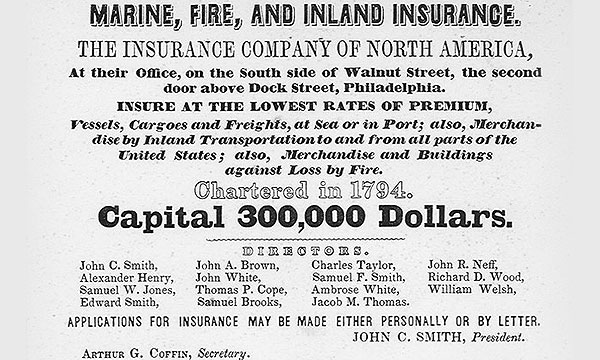 MARINE, FIRE, AND INLAND INSURANCE.
THE INSURANCE COMPANY OF NORTH AMERICA,
At their Office, on the South side of Walnut Street, the second
door above Dock Street, Philadelphia.
INSURE AT THE LOWEST RATES OF PREMIUM,
Vessels, Cargoes and Freights, at Sea or in Port; also, Merchan-
dise by Inland Transportation to and from all parts of the
United States; also, Merchandise and Buildings
against Loss by Fire.
Chartered in 1794.
Capital 300,000 Dollars.
DIRECTORS.
John C. Smith, John A. Brown, Charles Taylor, John R. Neff,
Alexander Henry, John White, Samuel F. Smith, Richard D. Wood,
Samuel W. Jones, Thomas P. Cope, Ambrose White, William Welsh,
Edward Smith, Samuel Brooks, Jacob M. Thomas.
APPLICATIONS FOR INSURANCE MAY BE MADE EITHER PERSONALLY OR BY LETTER.
JOHN C. SMITH, President.
ARTHUR G. COFFIN, Secretary.